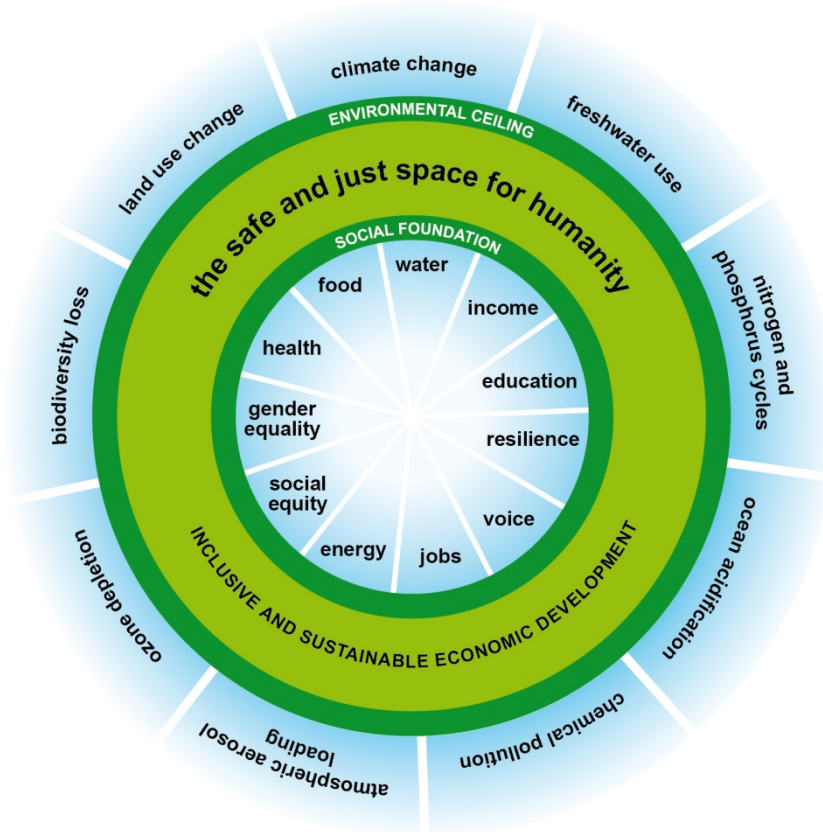 climate change
freshwater use
nitrogen and
phosphorus cycles
ocean acidification
chemical pollution
atmospheric aerosol
loading
ozone depletion
biodiversity loss
land use change
ENVIRONMENTAL CEILING
the safe and just space for humanity
SOCIAL FOUNDATION
water
income
education
resilience
voice
jobs
energy
social
equity
gender
equality
health
food
INCLUSIVE AND SUSTAINABLE ECONOMIC DEVELOPMENT